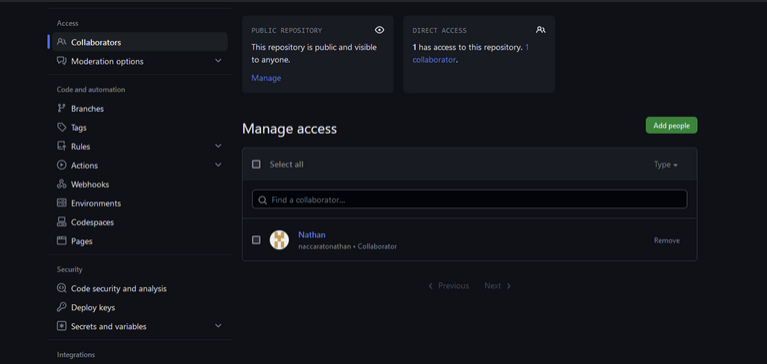 Access
Collaborators
Moderation options
Code and automation
Branches
Tags
Rules
Actions
Webhooks
Environments
Codespaces
Pages
Security
Code security and analysis
Deploy keys
Secrets and variables
Integrations
PUBLIC REPOSITORY
This repository is public and visible
to anyone.
Manage
DIRECT ACCESS
1 has access to this repository. 1
collaborator.
Manage access
Add people
Select all
Type
Find a collaborator...
Nathan
naccaratonathan • Collaborator
Remove
Previous
Next